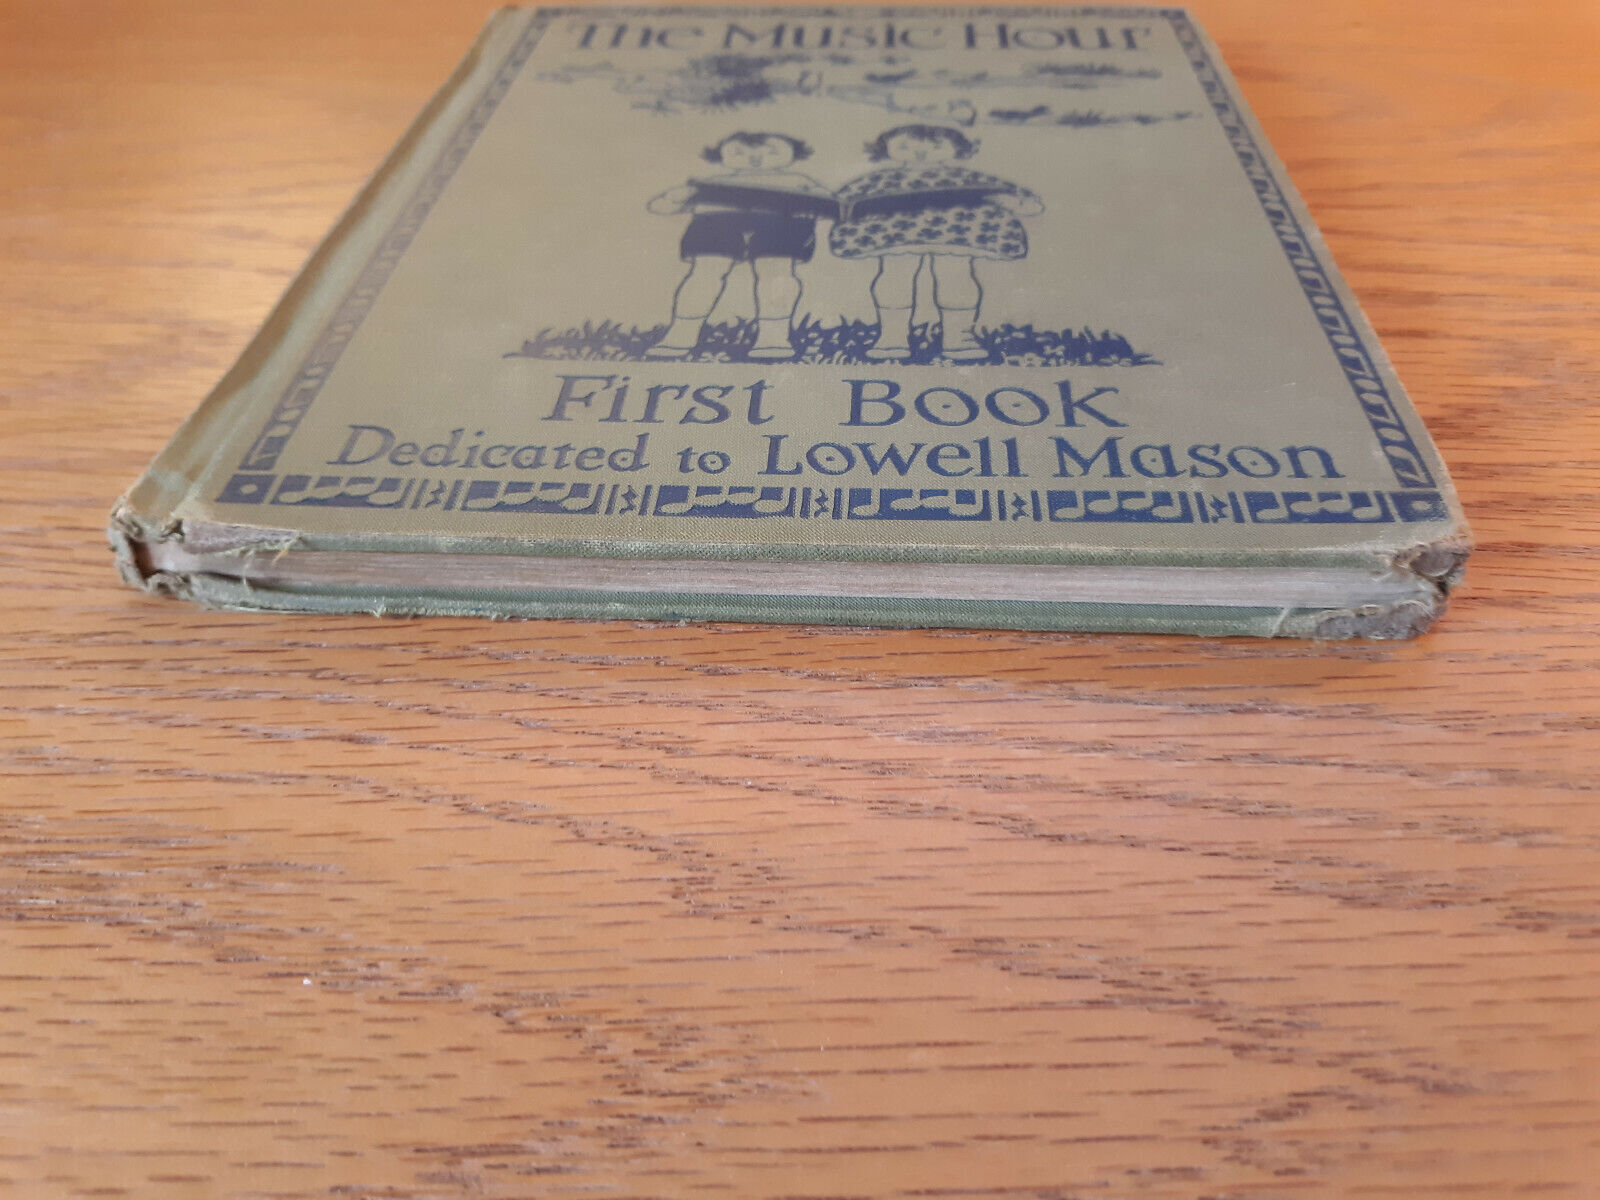 The Music Hour
First Book
Dedicated to Lowell Mason